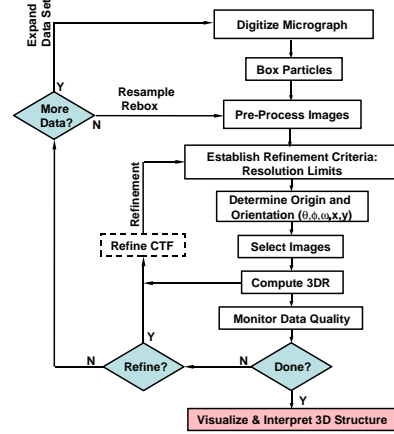 Expand
Data Set
Digitize Micrograph
Box Particles
Y
Resample
Rebox
More
Data?
N
Pre-Process Images
Establish Refinement Criteria:
Resolution Limits
Refinement
Determine Origin and
Orientation (θ,ϕ,ω,x,y)
Refine CTF
Select Images
Compute 3DR
Monitor Data Quality
Y
N
Refine?
N
Done?
Y
Visualize & Interpret 3D Structure